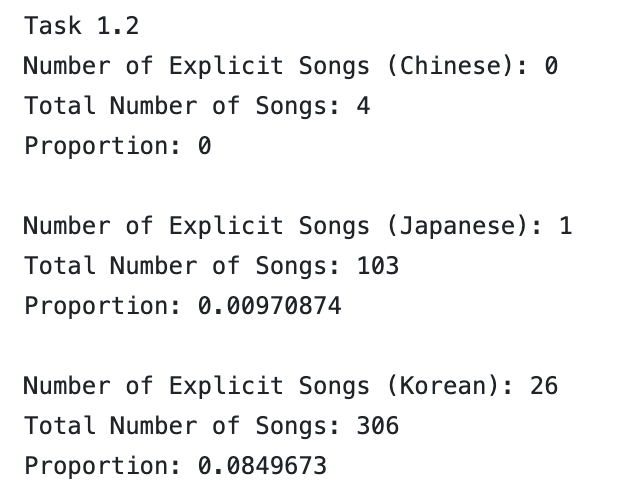 Task 1.2
Number of Explicit Songs (Chinese): 0
Total Number of Songs: 4
Proportion: 0
Number of Explicit Songs (Japanese): 1
Total Number of Songs: 103
Proportion: 0.00970874
Number of Explicit Songs (Korean): 26
Total Number of Songs: 306
Proportion: 0.0849673